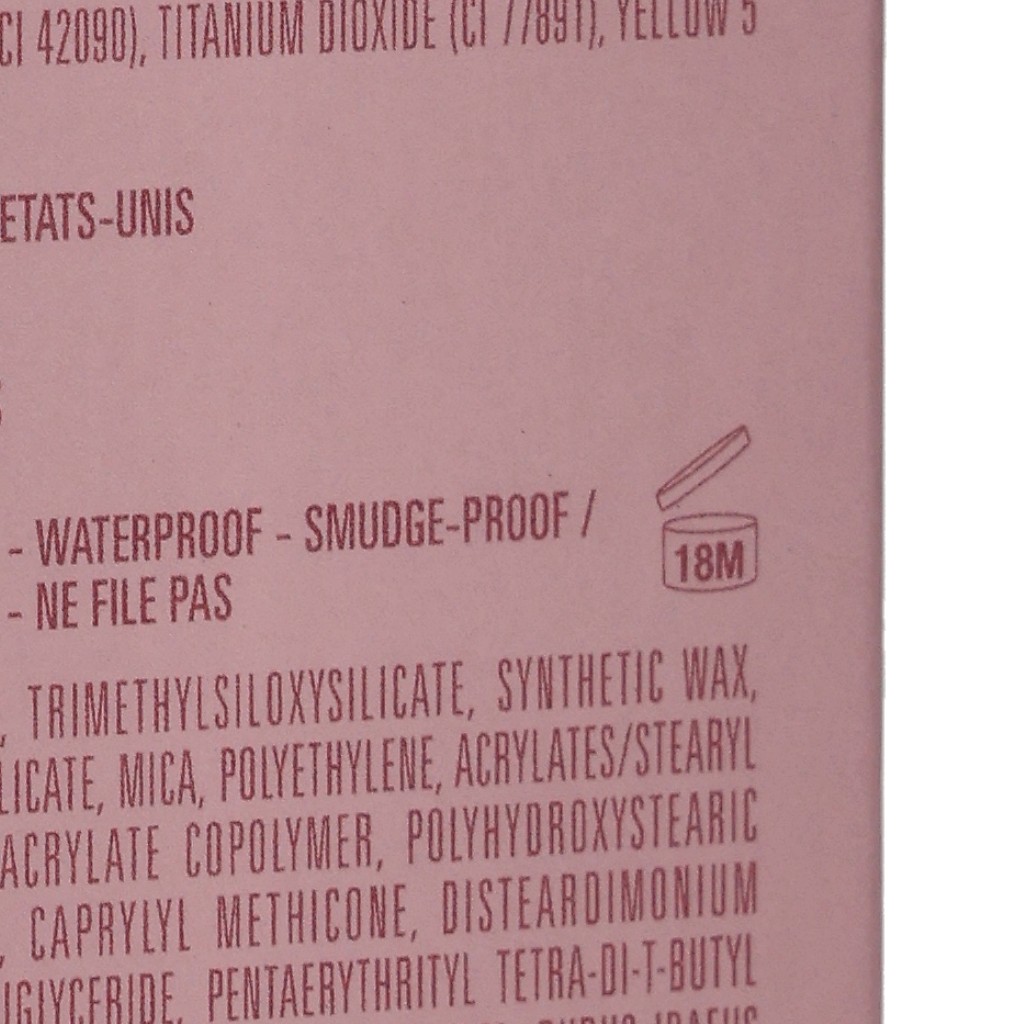 CI 42090), TITANIUM DIOXIDE (CI 77891), YELLOW 5
ETATS-UNIS
- WATERPROOF - SMUDGE-PROOF /
- NE FILE PAS
18M
, TRIMETHYLSILOXYSILICATE, SYNTHETIC WAX,
LICATE, MICA, POLYETHYLENE, ACRYLATES/STEARYL
ACRYLATE COPOLYMER, POLYHYDROXYSTEARIC
, CAPRYLYL METHICONE, DISTEARDIMONIUM
IGLYCERIDE, PENTAERYTHRITYL TETRA-DI-T-BUTYL